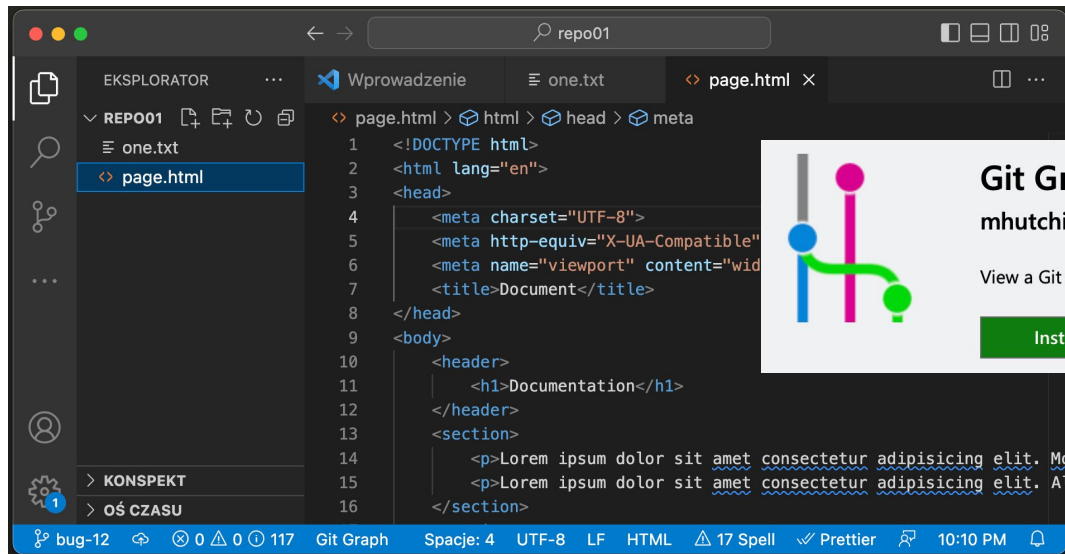 repo01
EKSPLORATOR
Wprowadzenie
one.txt
page.html
REPO01
one.txt
page.html
page.html > html > head > meta
1 <!DOCTYPE html>
2 <html lang="en">
3 <head>
4 <meta charset="UTF-8">
5 <meta http-equiv="X-UA-Compatible"
6 <meta name="viewport" content="wid
7 <title>Document</title>
8 </head>
9 <body>
10 <header>
11 <h1>Documentation</h1>
12 </header>
13 <section>
14 <p>Lorem ipsum dolor sit amet consectetur adipisicing elit. Mo
15 <p>Lorem ipsum dolor sit amet consectetur adipisicing elit. Al
16 </section>
Git Gr
mhutchi
View a Git
Inst
KONSPEKT
OŚ CZASU
1
bug-12 0 0 117 Git Graph Spacje: 4 UTF-8 LF HTML 17 Spell Prettier 10:10 PM